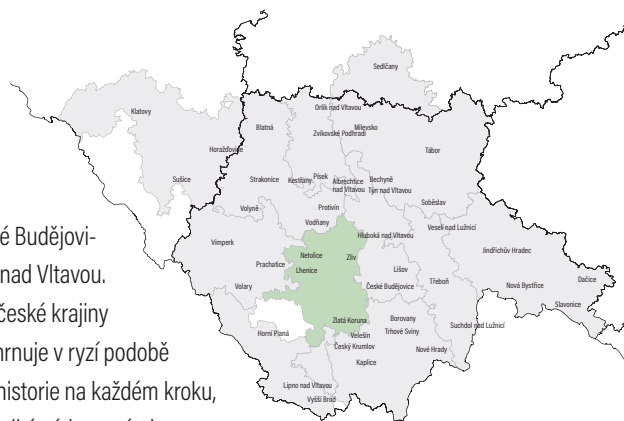 Sedlčany
Klatovy
Orlík nad Vltavou
Blatná
Milevsko
Zvíkovské Podhradí
Horažďovice
Tábor
Sušice
Strakonice
Kestřany
Písek
Albrechtice
nad Vltavou
Bechyně
Týn nad Vltavou
Soběslav
Volyně
Protivín
Vodňany
Veselí nad Lužnicí
Vimperk
Hluboká nad Vltavou
Netolice
Zliv
Jindřichův Hradec
Prachatice
Lhenice
Lišov
Dačice
Volary
České Budějovice
Třeboň
Nová Bystřice
Slavonice
Zlatá Koruna
Borovany
Suchdol nad Lužnicí
Horní Planá
Velešín
Trhové Sviny
Český Krumlov
Nové Hrady
Kaplice
Lipno nad Vltavou
Vyšší Brod
é Budějovi-
nad Vltavou.
české krajiny
hrnuje v ryzí podobě
historie na každém kroku,